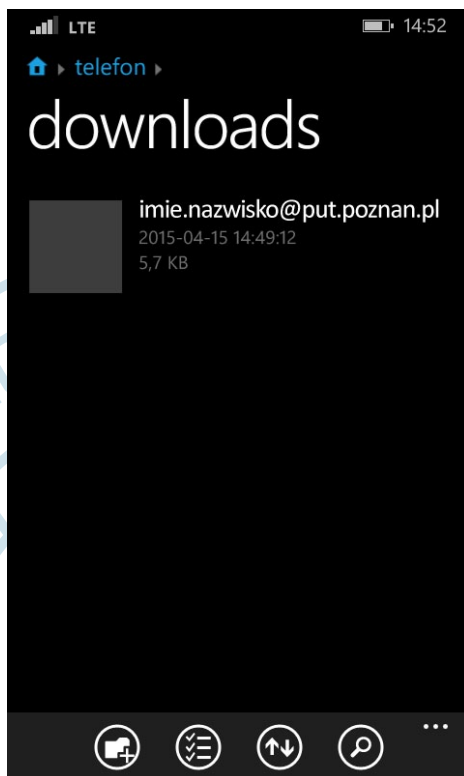 LTE 14:52
telefon
downloads
imie.nazwisko@put.poznan.pl
2015-04-15 14:49:12
5,7 KB